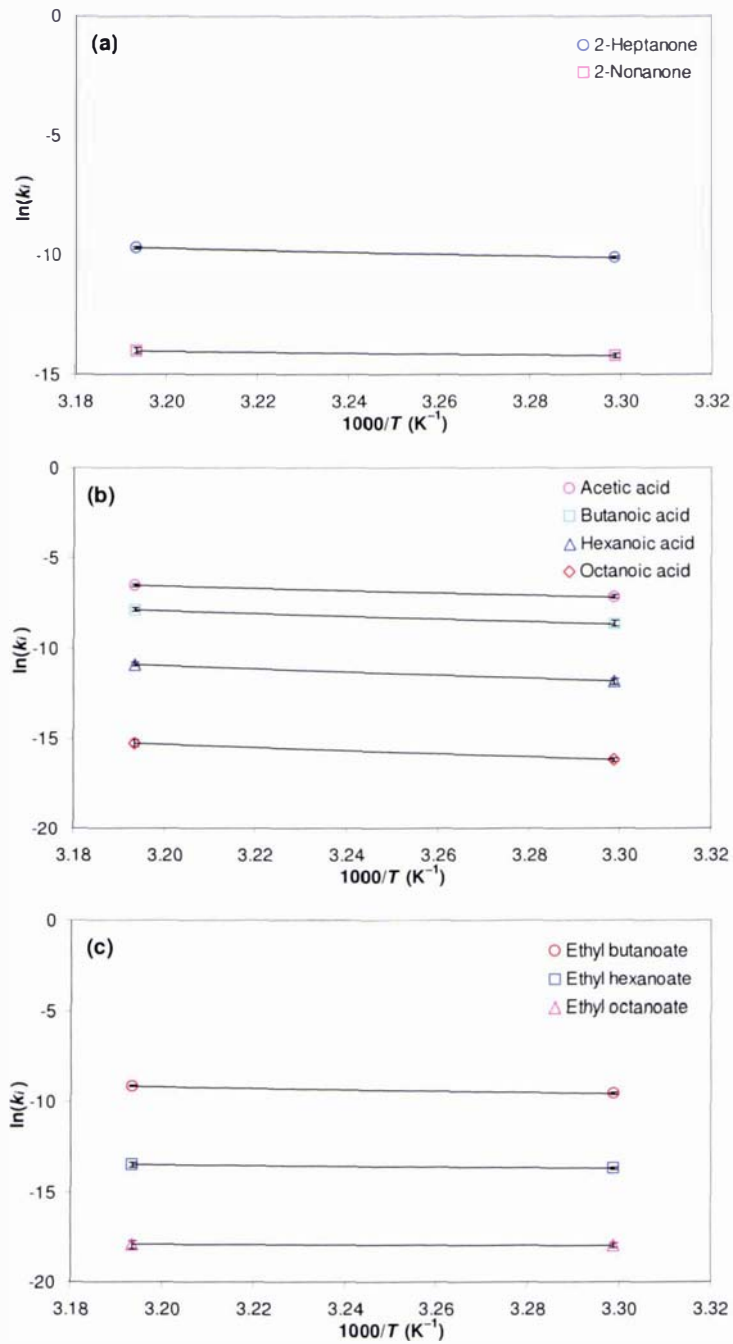 (a)
0
-5
-10
-15
ln(ki)
2-Heptanone
2-Nonanone
3.18 3.20 3.22 3.24 3.26 3.28 3.30 3.32
1000/T (K⁻¹)
(b)
0
-5
-10
-15
-20
ln(ki)
Acetic acid
Butanoic acid
Hexanoic acid
Octanoic acid
3.18 3.20 3.22 3.24 3.26 3.28 3.30 3.32
1000/T (K⁻¹)
(c)
0
-5
-10
-15
-20
ln(ki)
Ethyl butanoate
Ethyl hexanoate
Ethyl octanoate
3.18 3.20 3.22 3.24 3.26 3.28 3.30 3.32
1000/T (K⁻¹)